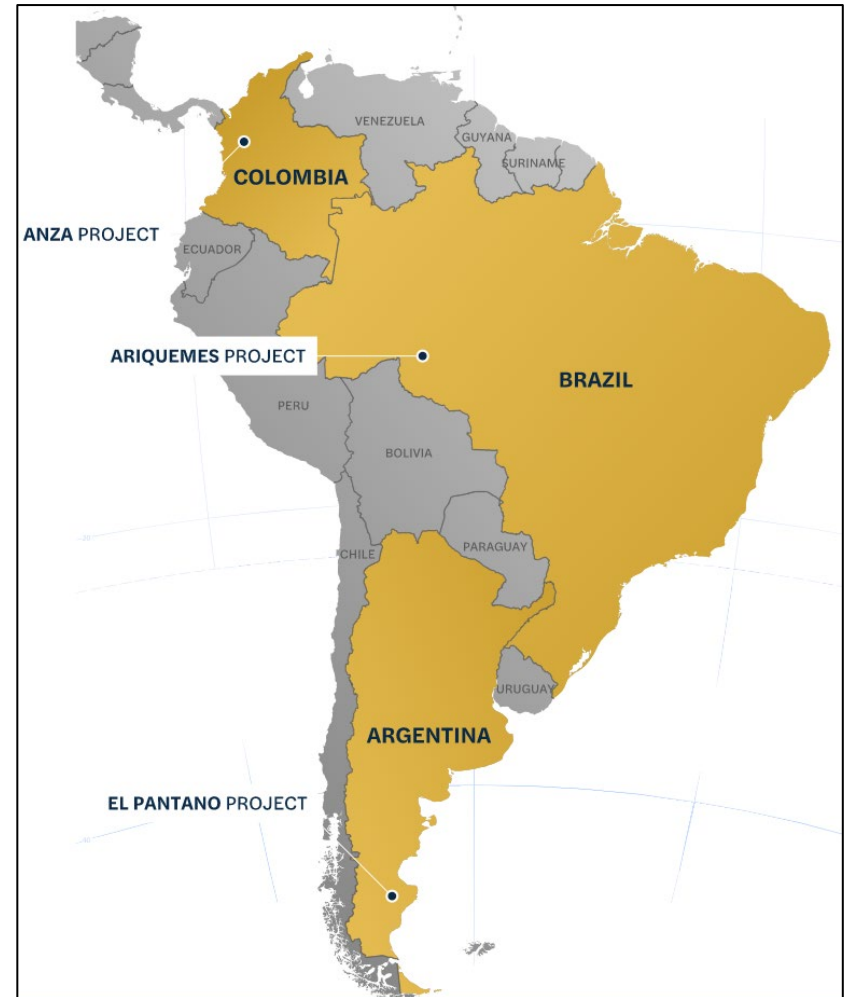 VENEZUELA
GUYANA
SURINAME
COLOMBIA
ANZA PROJECT
ECUADOR
ARIQUEMES PROJECT
BRAZIL
PERU
BOLIVIA
CHILE
PARAGUAY
URUGUAY
ARGENTINA
EL PANTANO PROJECT